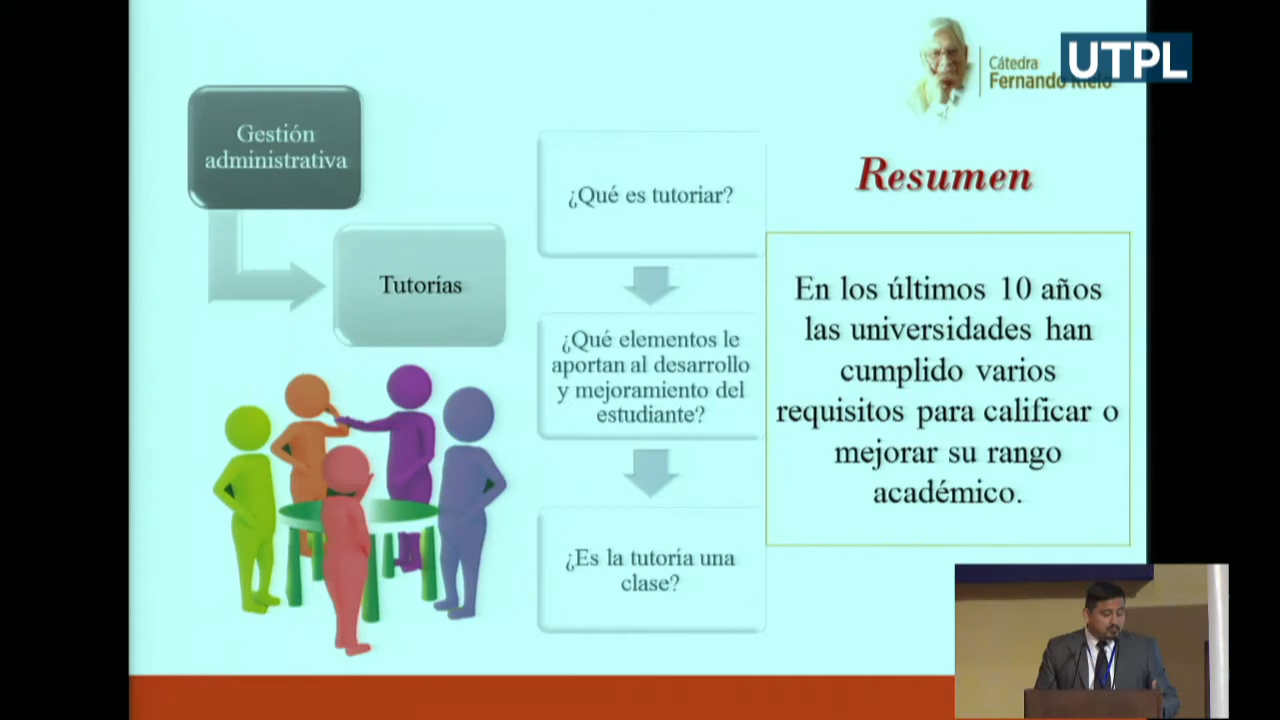 Gestión
administrativa
Tutorías
¿Qué es tutoriar?
¿Qué elementos le
aportan al desarrollo
y mejoramiento del
estudiante?
¿Es la tutoría una
clase?
Cátedra
Fernando Rielo
UTPL
Resumen
En los últimos 10 años
las universidades han
cumplido varios
requisitos para calificar o
mejorar su rango
académico.